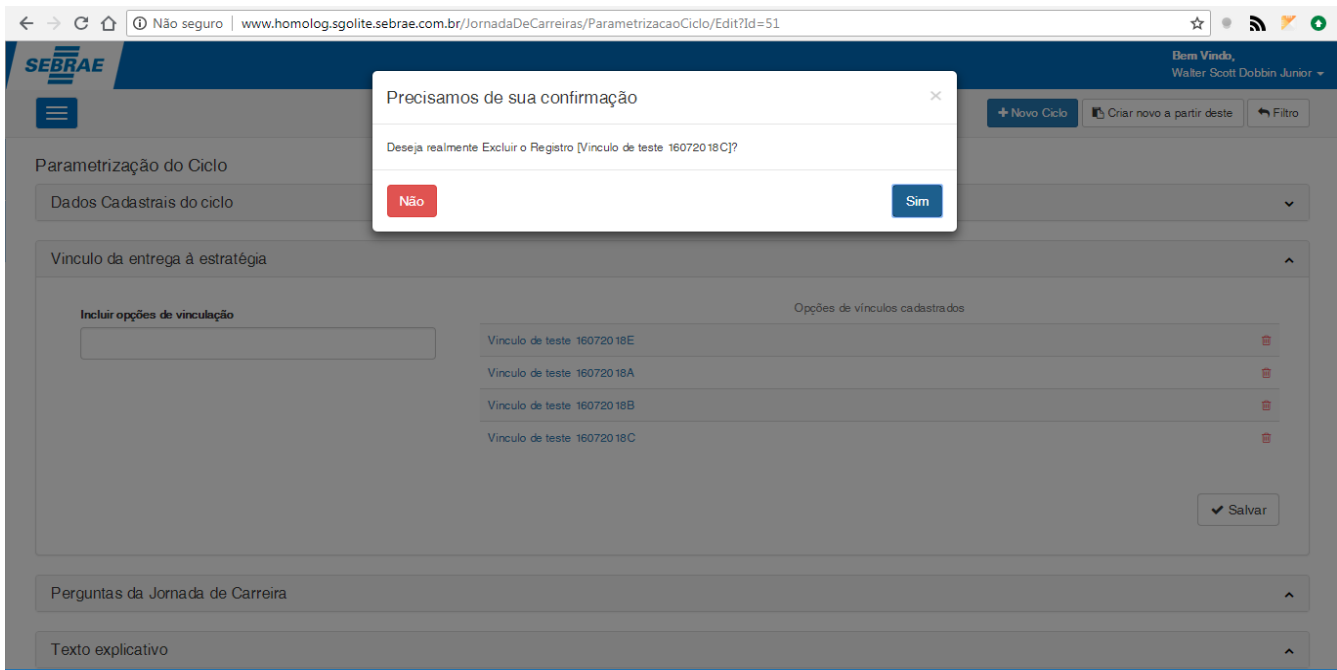 Não seguro | www.homolog.sgolite.sebrae.com.br/JornadaDeCarreiras/ParametrizacaoCiclo/Edit?Id=51
SEBRAE
Bem Vindo,
Walter Scott Dobbin Junior
Precisamos de sua confirmação ×
Novo Ciclo Criar novo a partir deste Filtro
Deseja realmente Excluir o Registro [Vinculo de teste 16072018C]?
Não Sim
Parametrização do Ciclo
Dados Cadastrais do ciclo
Vinculo da entrega à estratégia
Incluir opções de vinculação
Opções de vínculos cadastrados
Vinculo de teste 16072018E
Vinculo de teste 16072018A
Vinculo de teste 16072018B
Vinculo de teste 16072018C
Salvar
Perguntas da Jornada de Carreira
Texto explicativo